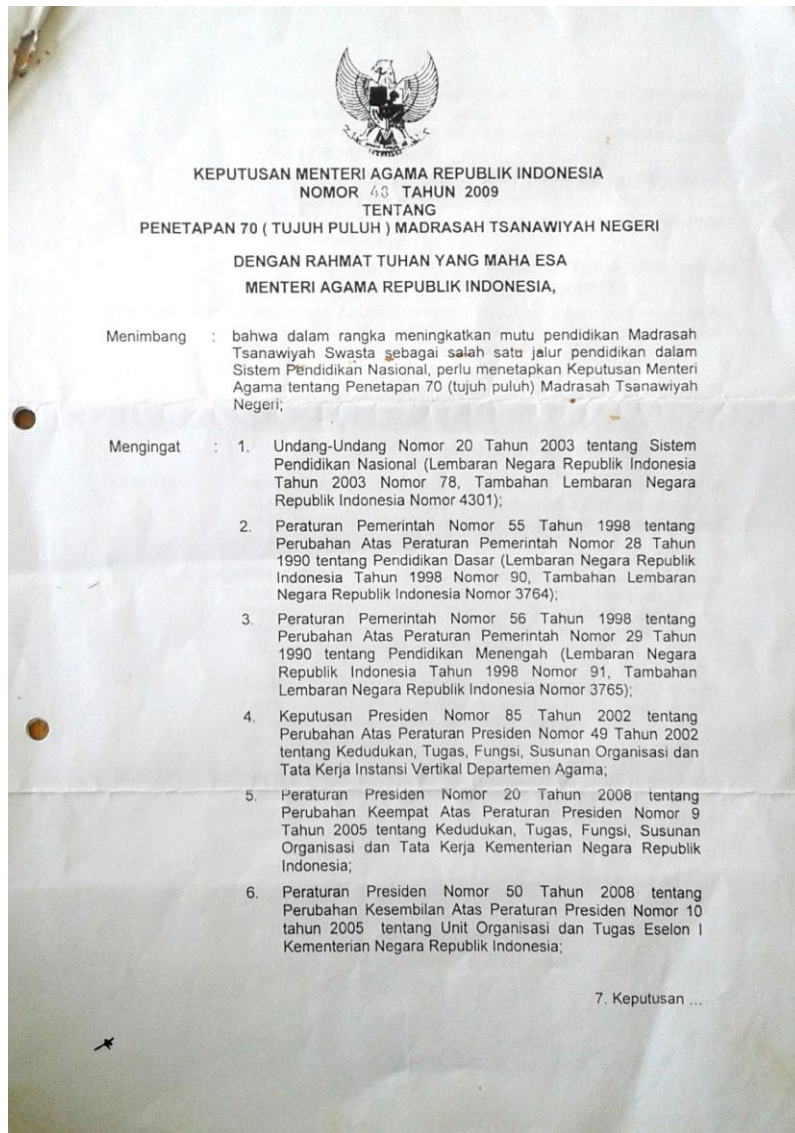 KEPUTUSAN MENTERI AGAMA REPUBLIK INDONESIA
NOMOR 48 TAHUN 2009
TENTANG
PENETAPAN 70 ( TUJUH PULUH ) MADRASAH TSANAWIYAH NEGERI
DENGAN RAHMAT TUHAN YANG MAHA ESA
MENTERI AGAMA REPUBLIK INDONESIA,
Menimbang : bahwa dalam rangka meningkatkan mutu pendidikan Madrasah
Tsanawiyah Swasta sebagai salah satu jalur pendidikan dalam
Sistem Pendidikan Nasional, perlu menetapkan Keputusan Menteri
Agama tentang Penetapan 70 (tujuh puluh) Madrasah Tsanawiyah
Negeri;
Mengingat : 1. Undang-Undang Nomor 20 Tahun 2003 tentang Sistem
Pendidikan Nasional (Lembaran Negara Republik Indonesia
Tahun 2003 Nomor 78, Tambahan Lembaran Negara
Republik Indonesia Nomor 4301);
2. Peraturan Pemerintah Nomor 55 Tahun 1998 tentang
Perubahan Atas Peraturan Pemerintah Nomor 28 Tahun
1990 tentang Pendidikan Dasar (Lembaran Negara Republik
Indonesia Tahun 1998 Nomor 90, Tambahan Lembaran
Negara Republik Indonesia Nomor 3764);
3. Peraturan Pemerintah Nomor 56 Tahun 1998 tentang
Perubahan Atas Peraturan Pemerintah Nomor 29 Tahun
1990 tentang Pendidikan Menengah (Lembaran Negara
Republik Indonesia Tahun 1998 Nomor 91, Tambahan
Lembaran Negara Republik Indonesia Nomor 3765);
4. Keputusan Presiden Nomor 85 Tahun 2002 tentang
Perubahan Atas Peraturan Presiden Nomor 49 Tahun 2002
tentang Kedudukan, Tugas, Fungsi, Susunan Organisasi dan
Tata Kerja Instansi Vertikal Departemen Agama;
5. Peraturan Presiden Nomor 20 Tahun 2008 tentang
Perubahan Keempat Atas Peraturan Presiden Nomor 9
Tahun 2005 tentang Kedudukan, Tugas, Fungsi, Susunan
Organisasi dan Tata Kerja Kementerian Negara Republik
Indonesia;
6. Peraturan Presiden Nomor 50 Tahun 2008 tentang
Perubahan Kesembilan Atas Peraturan Presiden Nomor 10
tahun 2005 tentang Unit Organisasi dan Tugas Eselon I
Kementerian Negara Republik Indonesia;
7. Keputusan ...